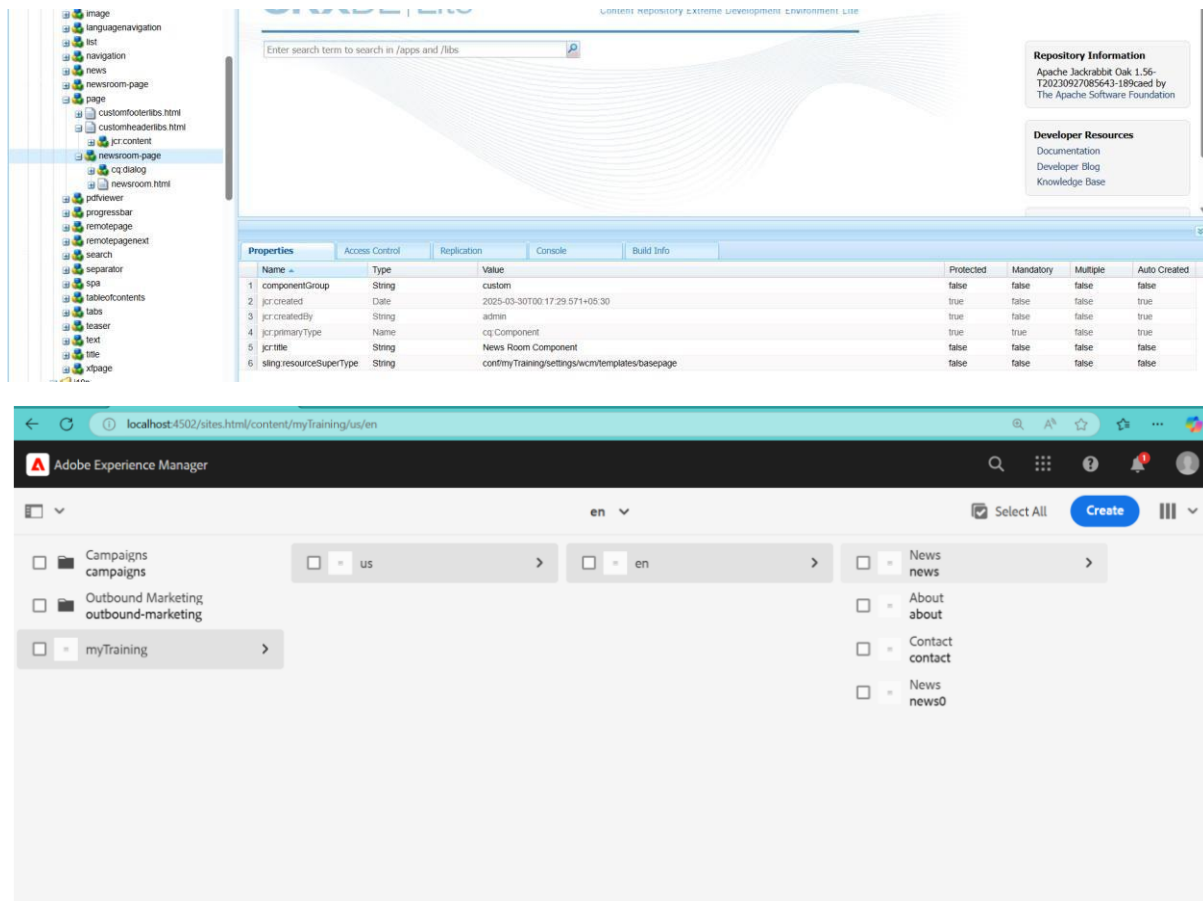 image
languagenavigation
list
navigation
news
newsroom-page
page
customfooterlibs.html
customheaderlibs.html
jcr:content
newsroom-page
cq:dialog
newsroom.html
pdfviewer
progressbar
remotepage
remotepagenext
search
separator
spa
tableofcontents
tabs
teaser
text
title
xfpage
Content Repository Extreme Development Environment Lite
Enter search term to search in /apps and /libs
Repository Information
Apache Jackrabbit Oak 1.56-
T20230927085643-189caed by
The Apache Software Foundation
Developer Resources
Documentation
Developer Blog
Knowledge Base
Properties Access Control Replication Console Build Info
Name Type Value Protected Mandatory Multiple Auto Created
1 componentGroup String custom false false false false
2 jcr:created Date 2025-03-30T00:17:29.571+05:30 true false false true
3 jcr:createdBy String admin true false false true
4 jcr:primaryType Name cq:Component true true false true
5 jcr:title String News Room Component false false false false
6 sling:resourceSuperType String conf/myTraining/settings/wcm/templates/basepage false false false false
localhost:4502/sites.html/content/myTraining/us/en
Adobe Experience Manager
1
en
Select All
Create
Campaigns
campaigns
Outbound Marketing
outbound-marketing
myTraining
us
en
News
news
About
about
Contact
contact
News
news0